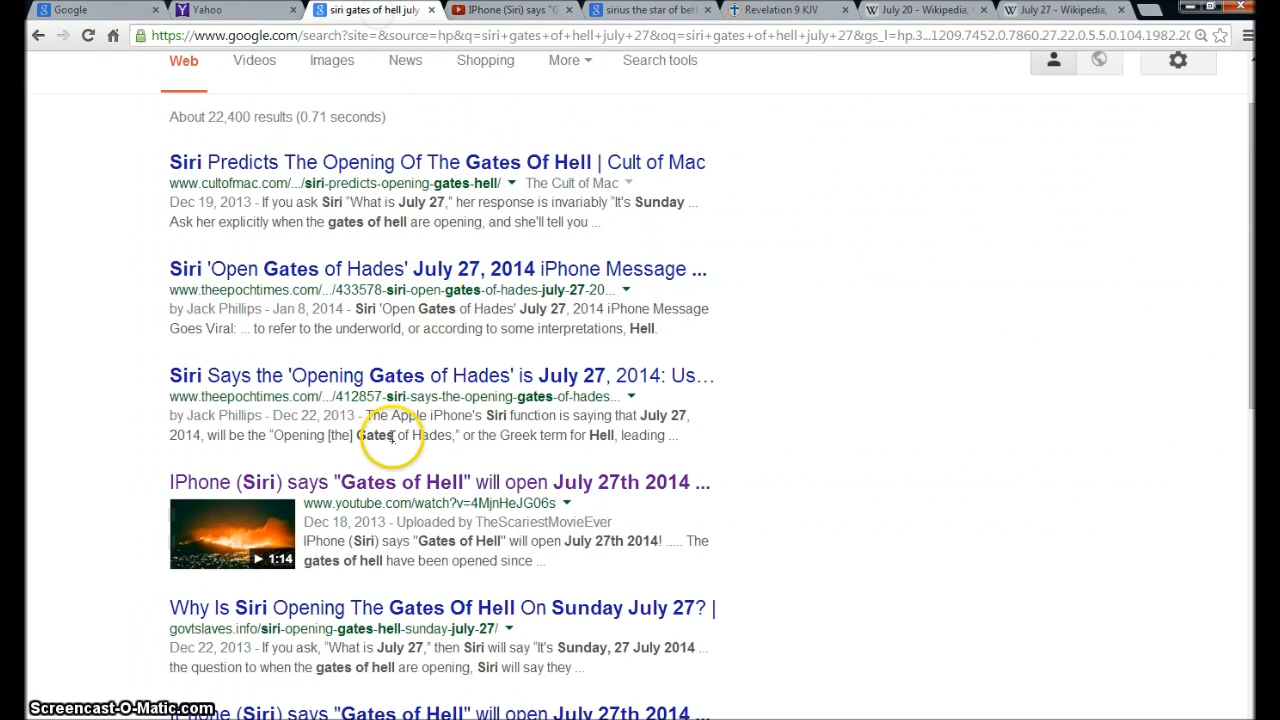 Google
Yahoo
siri gates of hell july
IPhone (Siri) says "G
sirius the star of betl
Revelation 9 KJV
July 20 - Wikipedia,
July 27 - Wikipedia,
https://www.google.com/search?site=&source=hp&q=siri+gates+of+hell+july+27&oq=siri+gates+of+hell+july+27&gs_l=hp.3...1209.7452.0.7860.27.22.0.5.5.0.104.1982.20
Web Videos Images News Shopping More Search tools
About 22,400 results (0.71 seconds)
Siri Predicts The Opening Of The Gates Of Hell | Cult of Mac
www.cultofmac.com/.../siri-predicts-opening-gates-hell/ The Cult of Mac
Dec 19, 2013 - If you ask Siri "What is July 27," her response is invariably "It's Sunday ...
Ask her explicitly when the gates of hell are opening, and she'll tell you ...
Siri 'Open Gates of Hades' July 27, 2014 iPhone Message ...
www.theepochtimes.com/.../433578-siri-open-gates-of-hades-july-27-20...
by Jack Phillips - Jan 8, 2014 - Siri 'Open Gates of Hades' July 27, 2014 iPhone Message
Goes Viral: ... to refer to the underworld, or according to some interpretations, Hell.
Siri Says the 'Opening Gates of Hades' is July 27, 2014: Us...
www.theepochtimes.com/.../412857-siri-says-the-opening-gates-of-hades...
by Jack Phillips - Dec 22, 2013 - The Apple iPhone's Siri function is saying that July 27,
2014, will be the "Opening [the] Gates of Hades," or the Greek term for Hell, leading ...
IPhone (Siri) says "Gates of Hell" will open July 27th 2014 ...
www.youtube.com/watch?v=4MjnHeJG06s
Dec 18, 2013 - Uploaded by TheScariestMovieEver
IPhone (Siri) says "Gates of Hell" will open July 27th 2014! ..... The
gates of hell have been opened since ...
1:14
Why Is Siri Opening The Gates Of Hell On Sunday July 27? |
govtslaves.info/siri-opening-gates-hell-sunday-july-27/
Dec 22, 2013 - If you ask, "What is July 27," then Siri will say "It's Sunday, 27 July 2014 ...
the question to when the gates of hell are opening, Siri will say they ...
IPhone (Siri) says "Gates of Hell" will open July 27th 2014 ...
Screencast-O-Matic.com